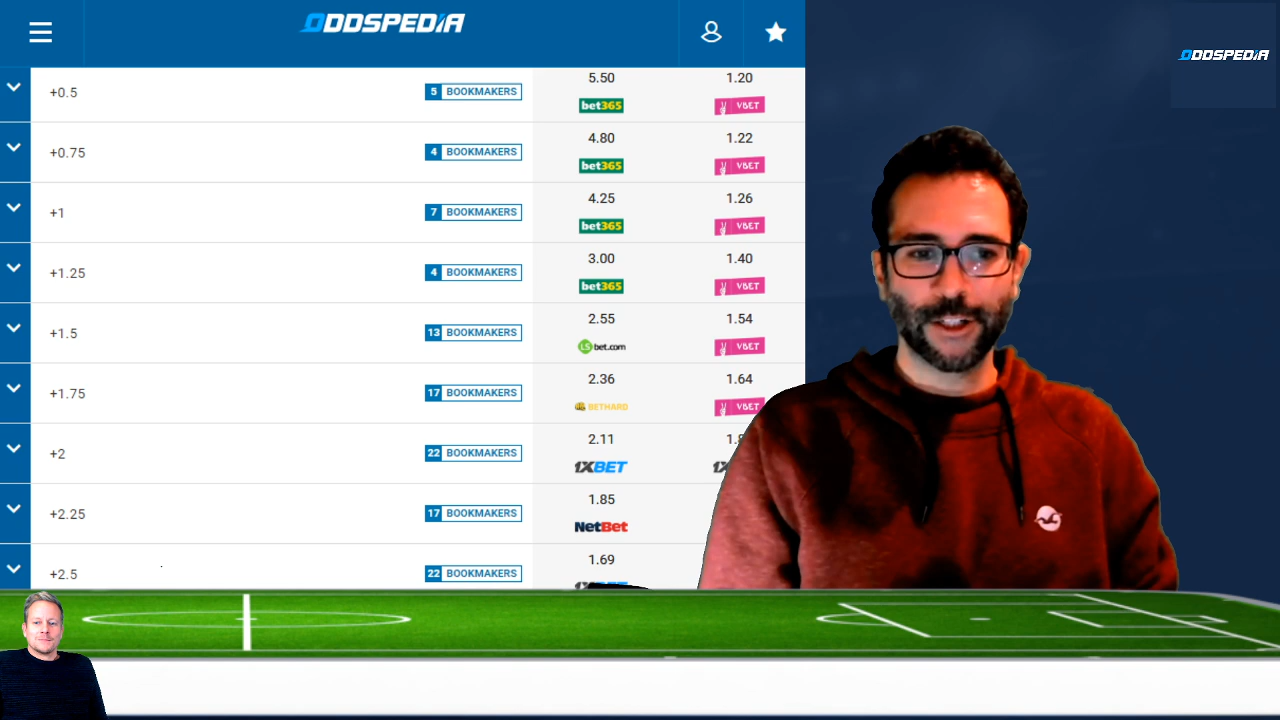 ODDSPEDIA
ODDSPEDIA
5.50 1.20
+0.5 5 BOOKMAKERS
bet365 VBET
4.80 1.22
+0.75 4 BOOKMAKERS
bet365 VBET
4.25 1.26
+1 7 BOOKMAKERS
bet365 VBET
3.00 1.40
+1.25 4 BOOKMAKERS
bet365 VBET
2.55 1.54
+1.5 13 BOOKMAKERS
LSbet.com VBET
2.36 1.64
+1.75 17 BOOKMAKERS
BETHARD VBET
2.11
+2 22 BOOKMAKERS
1XBET
1.85
+2.25 17 BOOKMAKERS
NetBet
1.69
+2.5 22 BOOKMAKERS